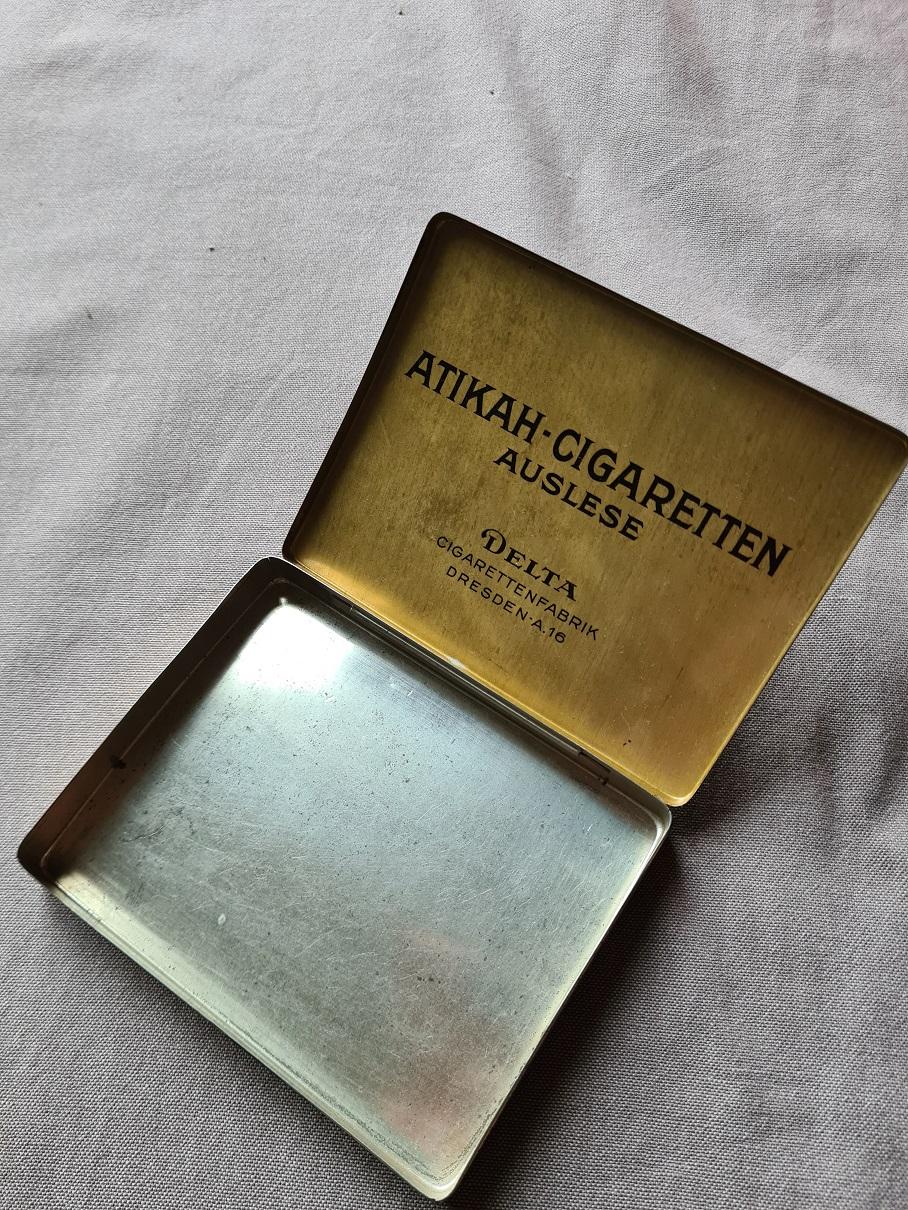 ATIKAH-CIGARETTEN
AUSLESE
DELTA
CIGARETTENFABRIK
DRESDEN-A.16